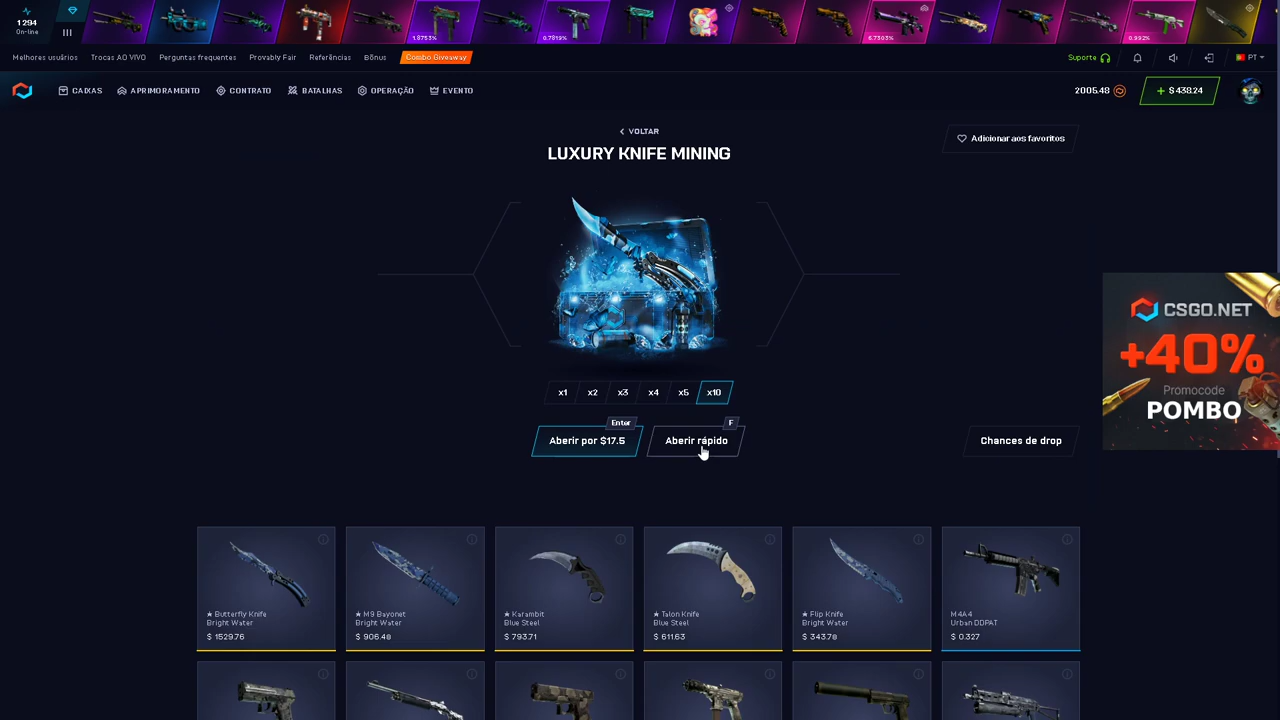 1294
On-line
1.8753%
0.7819%
6.7303%
0.992%
Melhores usuários
Trocas AO VIVO
Perguntas frequentes
Provably Fair
Referências
Bônus
Combo Giveaway
Suporte
PT
CAIXAS
APRIMORAMENTO
CONTRATO
BATALHAS
OPERAÇÃO
EVENTO
2005.48
+ $ 438.24
VOLTAR
LUXURY KNIFE MINING
Adicionar aos favoritos
x1
x2
x3
x4
x5
x10
Enter
F
Aberir por $17.5
Aberir rápido
Chances de drop
CSGO.NET
+40%
Promocode
POMBO
★ Butterfly Knife
Bright Water
$ 1529.76
★ M9 Bayonet
Bright Water
$ 906.48
★ Karambit
Blue Steel
$ 793.71
★ Talon Knife
Blue Steel
$ 611.63
★ Flip Knife
Bright Water
$ 343.78
M4A4
Urban DDPAT
$ 0.327